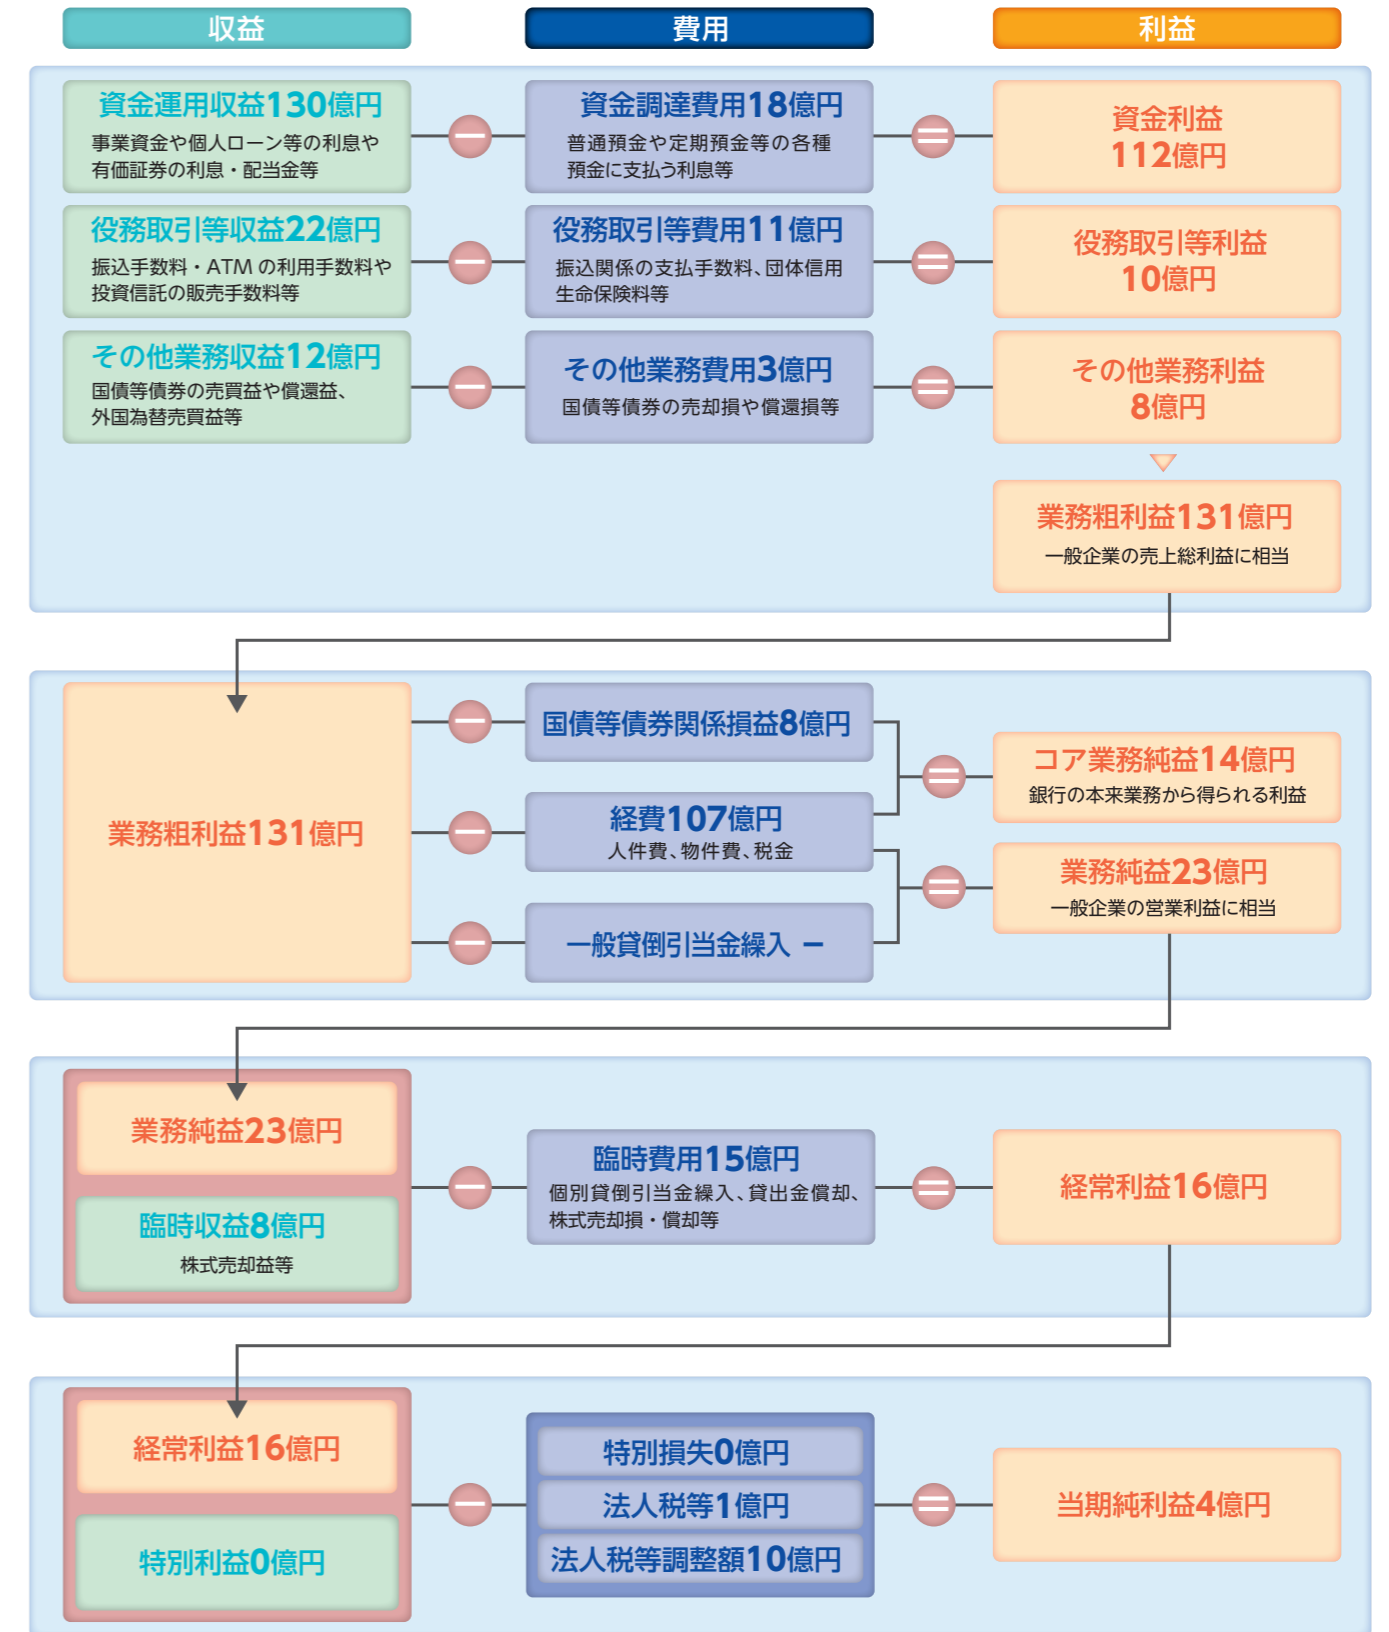 収益
費用
利益
資金運用収益130億円
事業資金や個人ローン等の利息や
有価証券の利息・配当金等
資金調達費用18億円
普通預金や定期預金等の各種
預金に支払う利息等
資金利益
112億円
役務取引等収益22億円
振込手数料・ATMの利用手数料や
投資信託の販売手数料等
役務取引等費用11億円
振込関係の支払手数料、団体信用
生命保険料等
役務取引等利益
10億円
その他業務収益12億円
国債等債券の売買益や償還益、
外国為替売買益等
その他業務費用3億円
国債等債券の売却損や償還損等
その他業務利益
8億円
業務粗利益131億円
一般企業の売上総利益に相当
業務粗利益131億円
国債等債券関係損益8億円
経費107億円
人件費、物件費、税金
一般貸倒引当金繰入 −
コア業務純益14億円
銀行の本来業務から得られる利益
業務純益23億円
一般企業の営業利益に相当
業務純益23億円
臨時収益8億円
株式売却益等
臨時費用15億円
個別貸倒引当金繰入、貸出金償却、
株式売却損・償却等
経常利益16億円
経常利益16億円
特別利益0億円
特別損失0億円
法人税等1億円
法人税等調整額10億円
当期純利益4億円